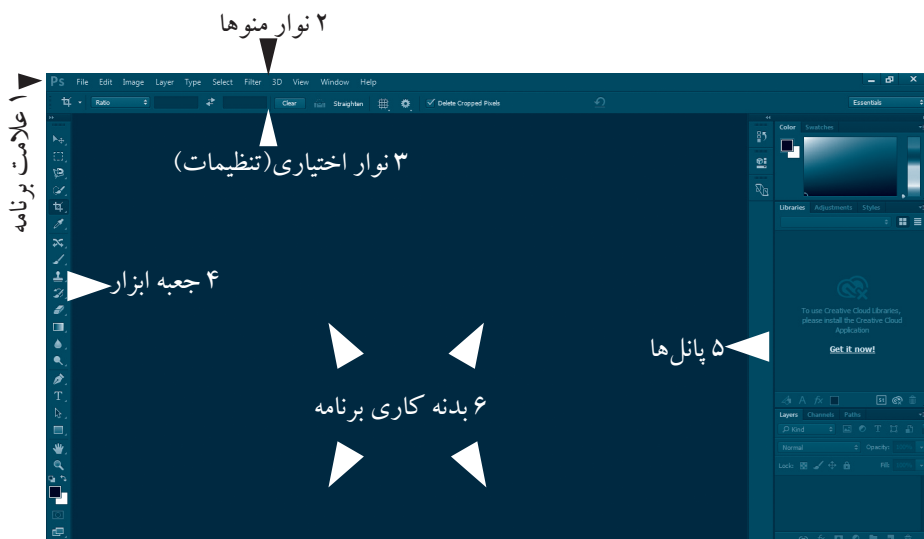 ۲ نوار منوها
۱ علامت برنامه
Ps File Edit Image Layer Type Select Filter 3D View Window Help
Ratio Clear Straighten Delete Cropped Pixels Essentials
۳ نوار اختیاری(تنظیمات)
Color Swatches
Libraries Adjustments Styles
۴ جعبه ابزار
To use Creative Cloud Libraries,
please install the Creative Cloud
Application
Get it now!
۵ پانل‌ها
۶ بدنه کاری برنامه
Layers Channels Paths
Kind
Normal Opacity:
Lock: Fill: